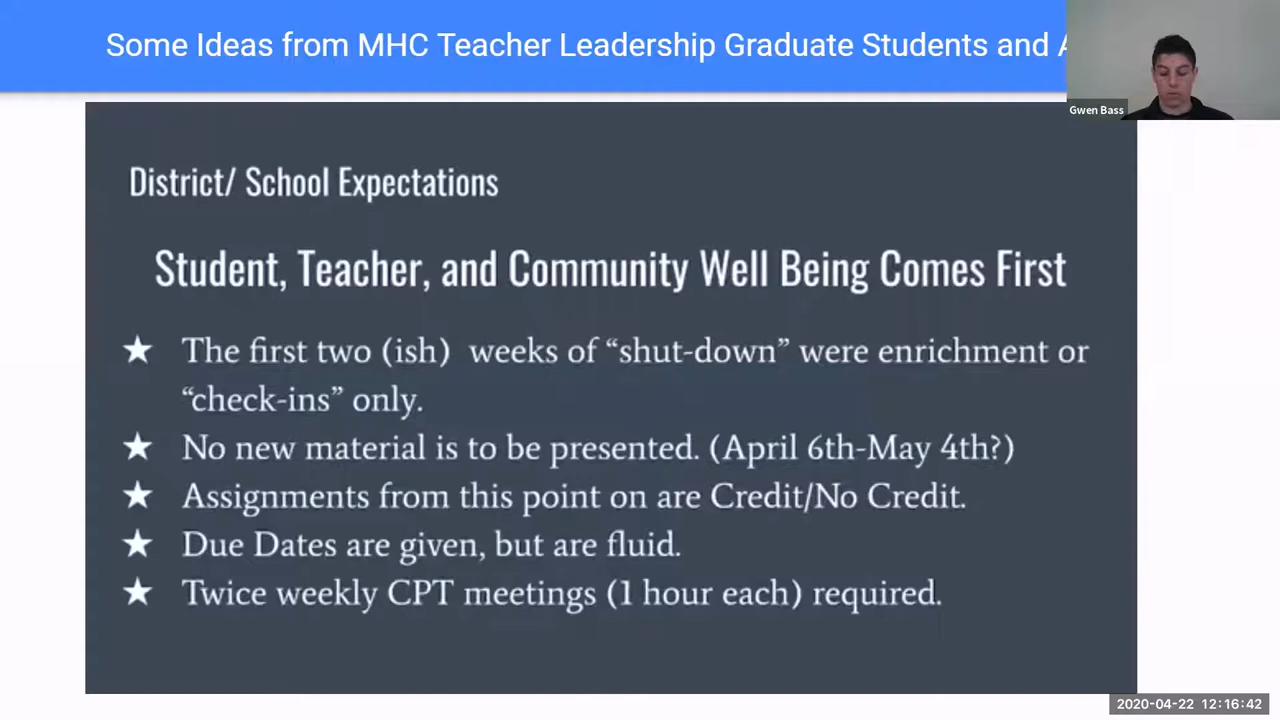 Some Ideas from MHC Teacher Leadership Graduate Students and
Gwen Bass
District/ School Expectations
Student, Teacher, and Community Well Being Comes First
★ The first two (ish) weeks of “shut-down” were enrichment or
“check-ins” only.
★ No new material is to be presented. (April 6th-May 4th?)
★ Assignments from this point on are Credit/No Credit.
★ Due Dates are given, but are fluid.
★ Twice weekly CPT meetings (1 hour each) required.
2020-04-22 12:16:42